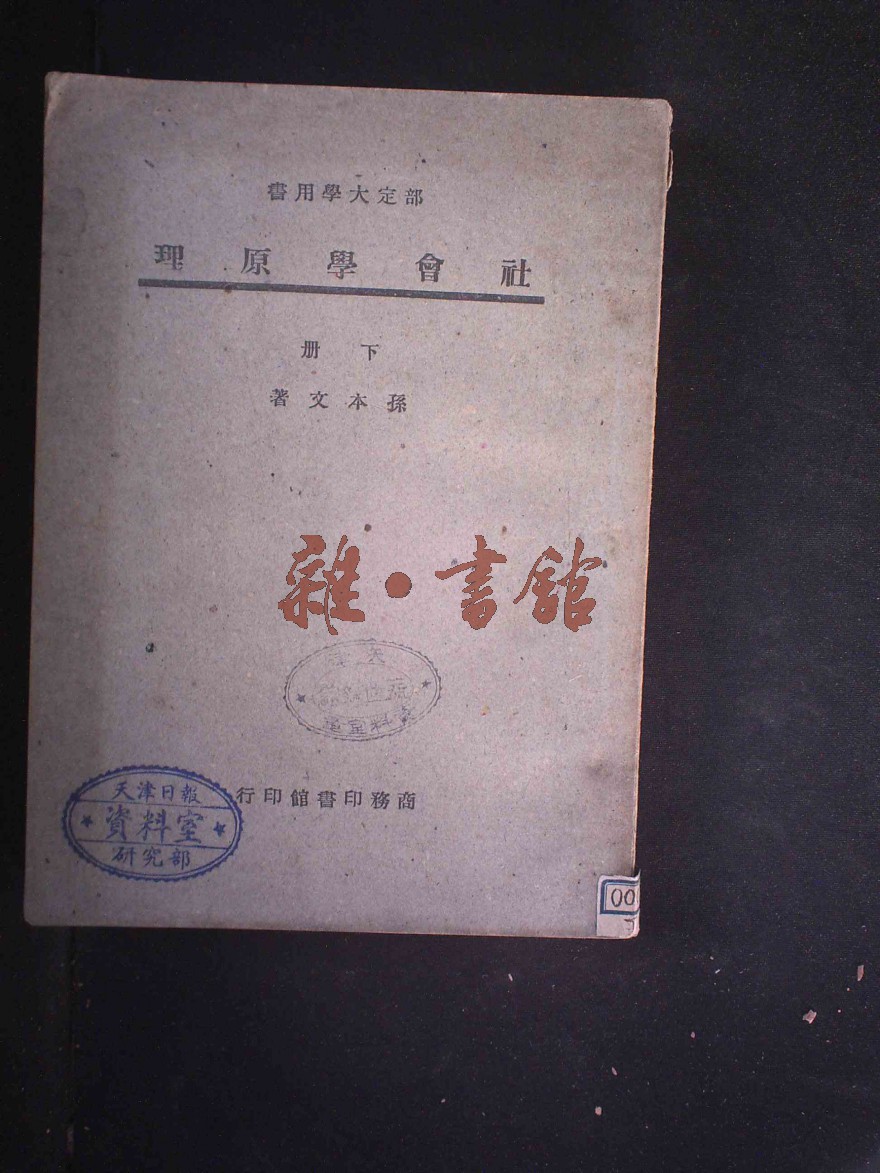 部定大學用書
社會學原理
下册
孫本文著
雜·書館
商務印書館印行
天津日報
資料室
研究部
00